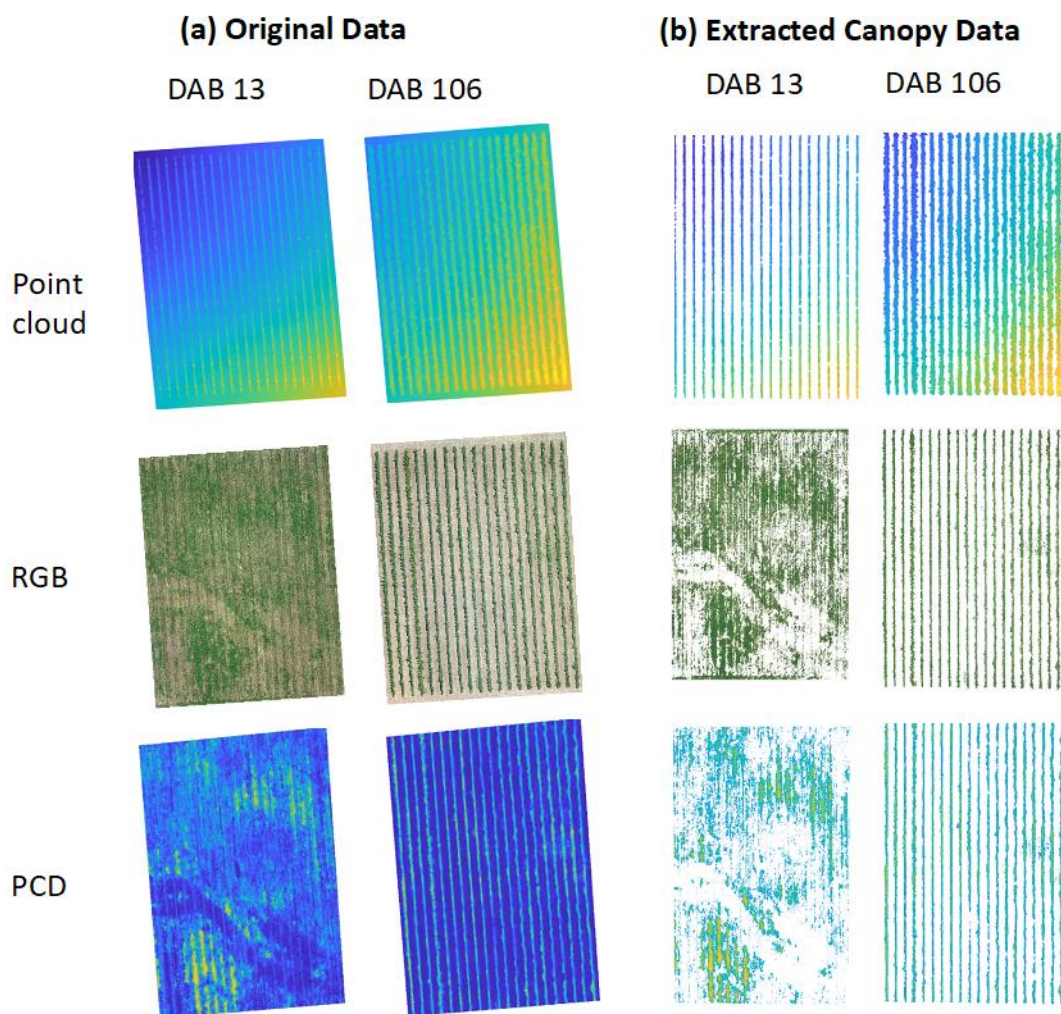 (a) Original Data
(b) Extracted Canopy Data
DAB 13
DAB 106
DAB 13
DAB 106
Point
cloud
RGB
PCD